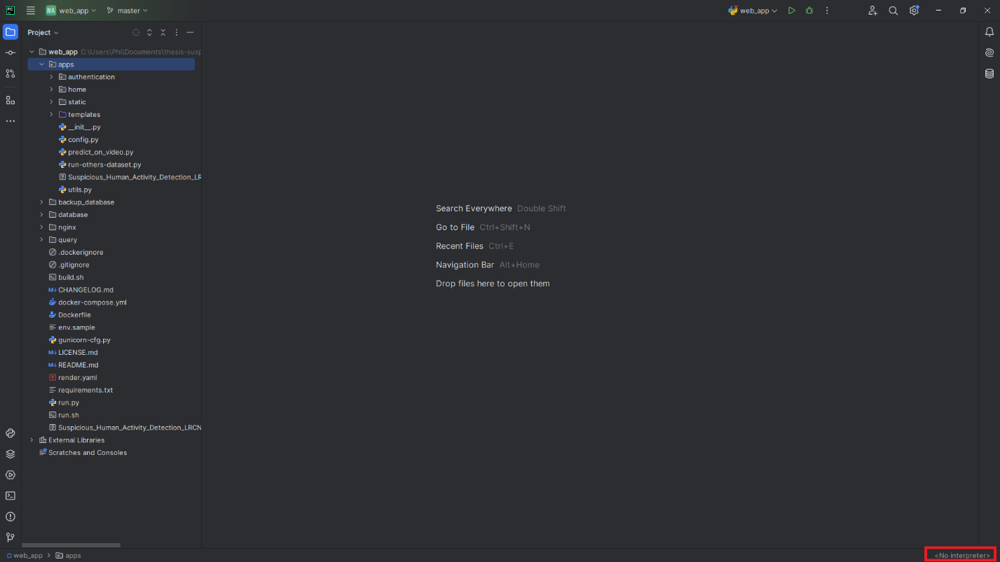 PC
WA web_app master web_app
Project
web_app C:\Users\Phi\Documents\thesis-susp
apps
authentication
home
static
templates
__init__.py
config.py
predict_on_video.py
run-others-dataset.py
Suspicious_Human_Activity_Detection_LR
utils.py
backup_database
database
nginx
query
.dockerignore
.gitignore
build.sh
CHANGELOG.md
docker-compose.yml
Dockerfile
env.sample
gunicorn-cfg.py
LICENSE.md
README.md
render.yaml
requirements.txt
run.py
run.sh
Suspicious_Human_Activity_Detection_LRCN
External Libraries
Scratches and Consoles
Search Everywhere Double Shift
Go to File Ctrl+Shift+N
Recent Files Ctrl+E
Navigation Bar Alt+Home
Drop files here to open them
web_app > apps
<No interpreter>